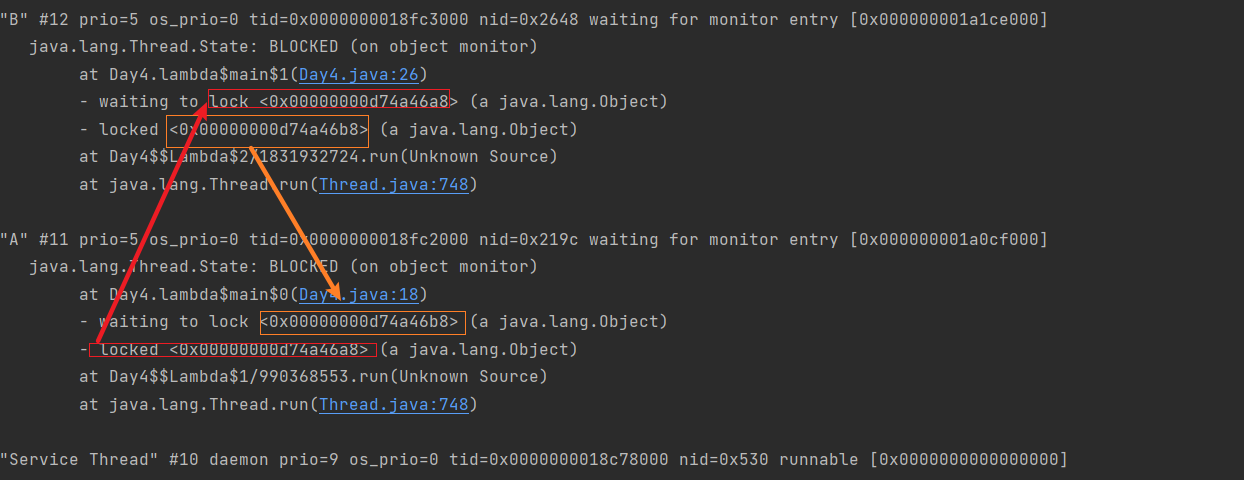 "B" #12 prio=5 os_prio=0 tid=0x0000000018fc3000 nid=0x2648 waiting for monitor entry [0x000000001a1ce000]
java.lang.Thread.State: BLOCKED (on object monitor)
at Day4.lambda$main$1(Day4.java:26)
- waiting to lock <0x00000000d74a46a8> (a java.lang.Object)
- locked <0x00000000d74a46b8> (a java.lang.Object)
at Day4$$Lambda$2/1831932724.run(Unknown Source)
at java.lang.Thread.run(Thread.java:748)
"A" #11 prio=5 os_prio=0 tid=0x0000000018fc2000 nid=0x219c waiting for monitor entry [0x000000001a0cf000]
java.lang.Thread.State: BLOCKED (on object monitor)
at Day4.lambda$main$0(Day4.java:18)
- waiting to lock <0x00000000d74a46b8> (a java.lang.Object)
- locked <0x00000000d74a46a8> (a java.lang.Object)
at Day4$$Lambda$1/990368553.run(Unknown Source)
at java.lang.Thread.run(Thread.java:748)
"Service Thread" #10 daemon prio=9 os_prio=0 tid=0x0000000018c78000 nid=0x530 runnable [0x0000000000000000]